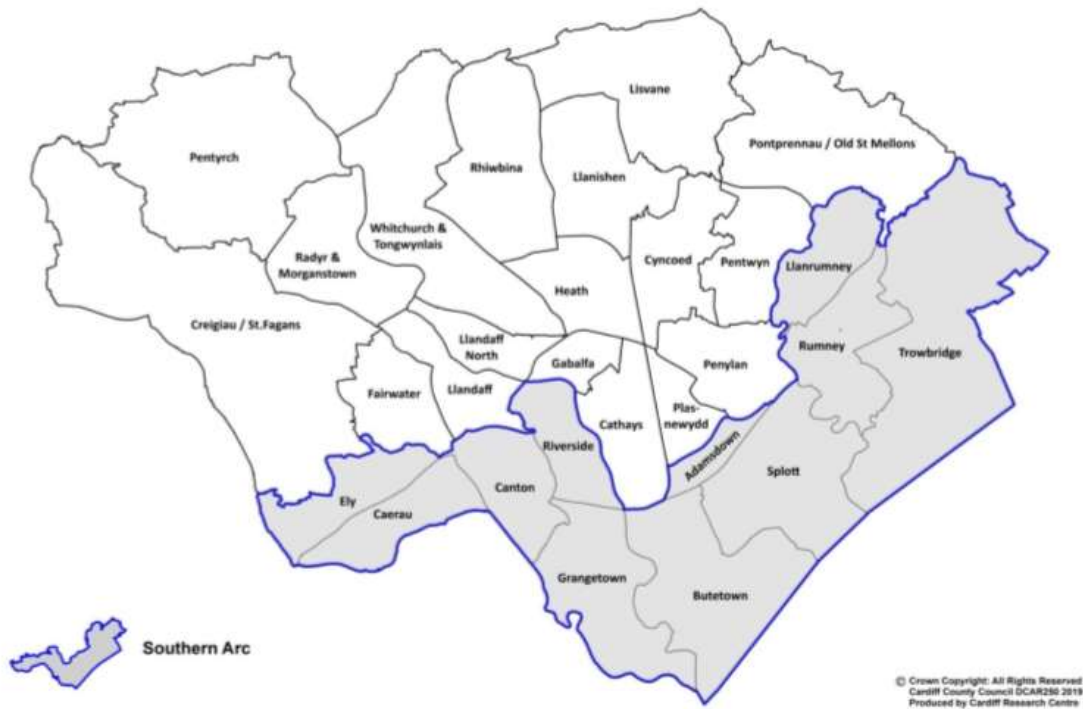 Lisvane
Pontprennau / Old St Mellons
Pentyrch
Rhiwbina
Llanishen
Whitchurch &
Tongwynlais
Radyr &
Morganstown
Cyncoed
Pentwyn
Llanrumney
Heath
Creigiau / St.Fagans
Llandaff
North
Rumney
Trowbridge
Gabalfa
Penylan
Fairwater
Llandaff
Cathays
Plas-
newydd
Riverside
Adamsdown
Splott
Canton
Ely
Caerau
Grangetown
Butetown
Southern Arc
© Crown Copyright: All Rights Reserved
Cardiff County Council DCAR250 2019
Produced by Cardiff Research Centre